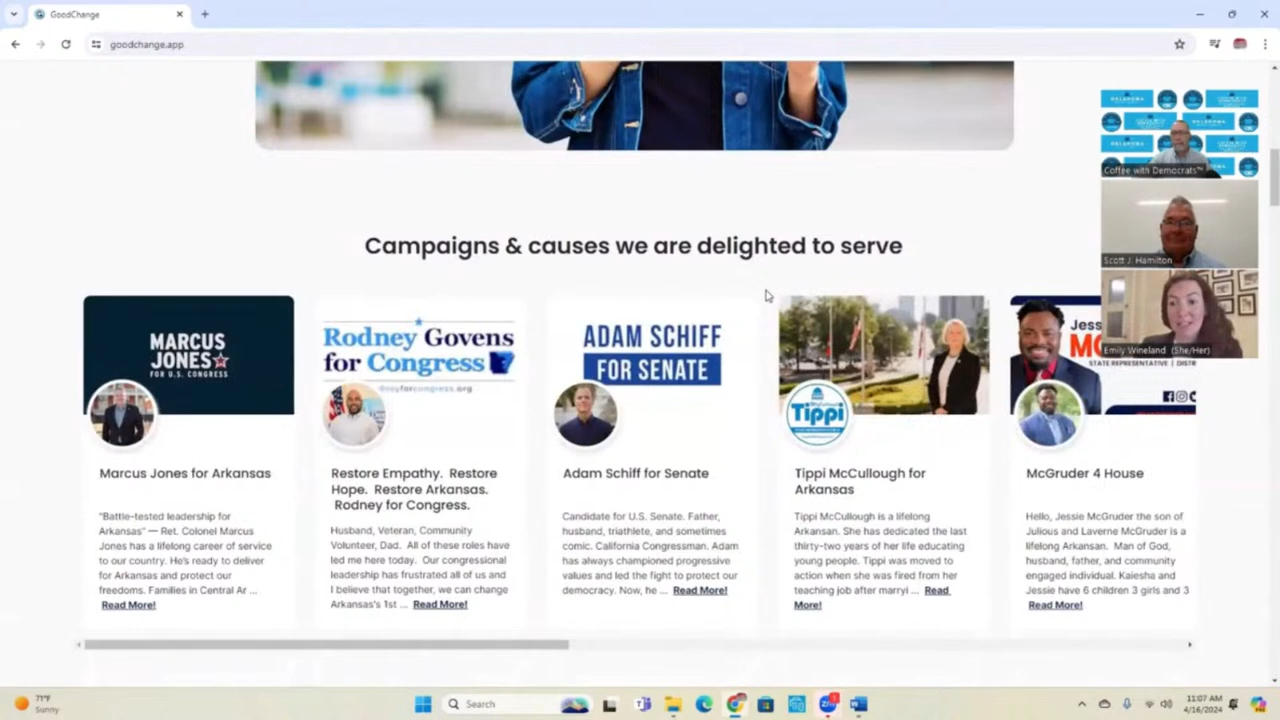 GoodChange
goodchange.app
OKLAHOMA
Coffee with Democrats™
Scott J. Hamilton
Emily Wineland (She/Her)
Campaigns & causes we are delighted to serve
MARCUS
JONES
FOR U.S. CONGRESS
Marcus Jones for Arkansas
"Battle-tested leadership for
Arkansas" — Ret. Colonel Marcus
Jones has a lifelong career of service
to our country. He's ready to deliver
for Arkansas and protect our
freedoms. Families in Central Ar ...
Read More!
Rodney Govens
for Congress
Restore Empathy. Restore
Hope. Restore Arkansas.
Rodney for Congress.
Husband, Veteran, Community
Volunteer, Dad. All of these roles have
led me here today. Our congressional
leadership has frustrated all of us and
I believe that together, we can change
Arkansas's 1st ... Read More!
ADAM SCHIFF
FOR SENATE
Adam Schiff for Senate
Candidate for U.S. Senate. Father,
husband, triathlete, and sometimes
comic. California Congressman. Adam
has always championed progressive
values and led the fight to protect our
democracy. Now, he ... Read More!
Tippi
Tippi McCullough for
Arkansas
Tippi McCullough is a lifelong
Arkansan. She has dedicated the last
thirty-two years of her life educating
young people. Tippi was moved to
action when she was fired from her
teaching job after marryi ... Read
More!
Jess
MC
STATE REPRESENTATIVE | DISTR
McGruder 4 House
Hello, Jessie McGruder the son of
Julious and Laverne McGruder is a
lifelong Arkansan. Man of God,
husband, father, and community
engaged individual. Kaiesha and
Jessie have 6 children 3 girls and 3
Read More!
71°F
Sunny
Search
11:07 AM
4/16/2024